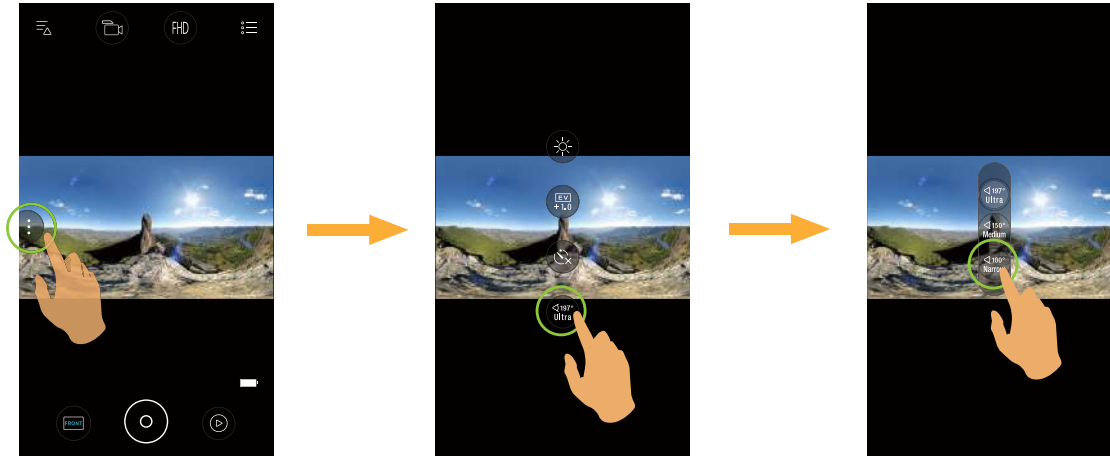 FHD
FRONT
EV
+1.0
197°
Ultra
197°
Ultra
150°
Medium
100°
Narrow